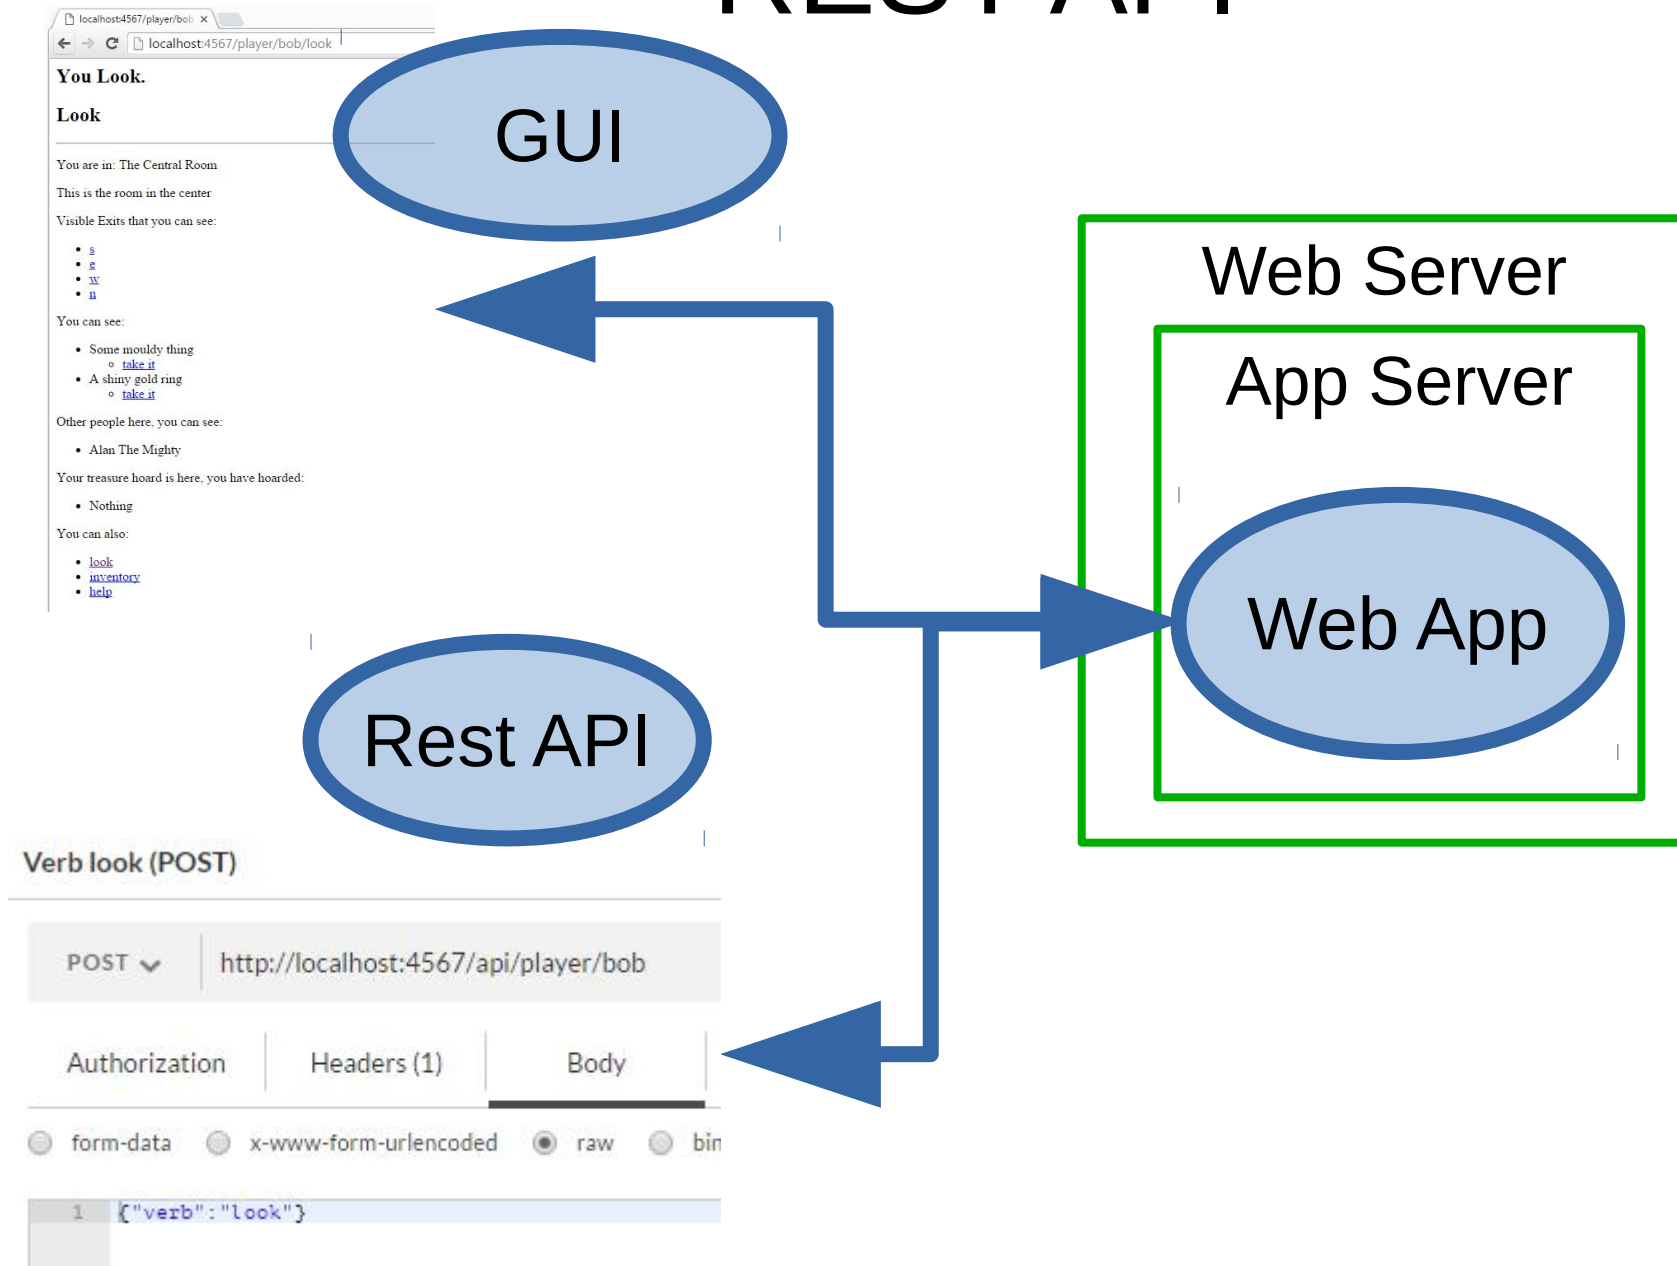 REST API
localhost:4567/player/bob
localhost:4567/player/bob/look
You Look.
Look
You are in: The Central Room
This is the room in the center
Visible Exits that you can see:
s
e
w
n
You can see:
Some mouldy thing
take it
A shiny gold ring
take it
Other people here, you can see:
Alan The Mighty
Your treasure hoard is here, you have hoarded:
Nothing
You can also:
look
inventory
help
GUI
Web Server
App Server
Web App
Rest API
Verb look (POST)
POST http://localhost:4567/api/player/bob
Authorization Headers (1) Body
form-data x-www-form-urlencoded raw bin
1 {"verb":"look"}